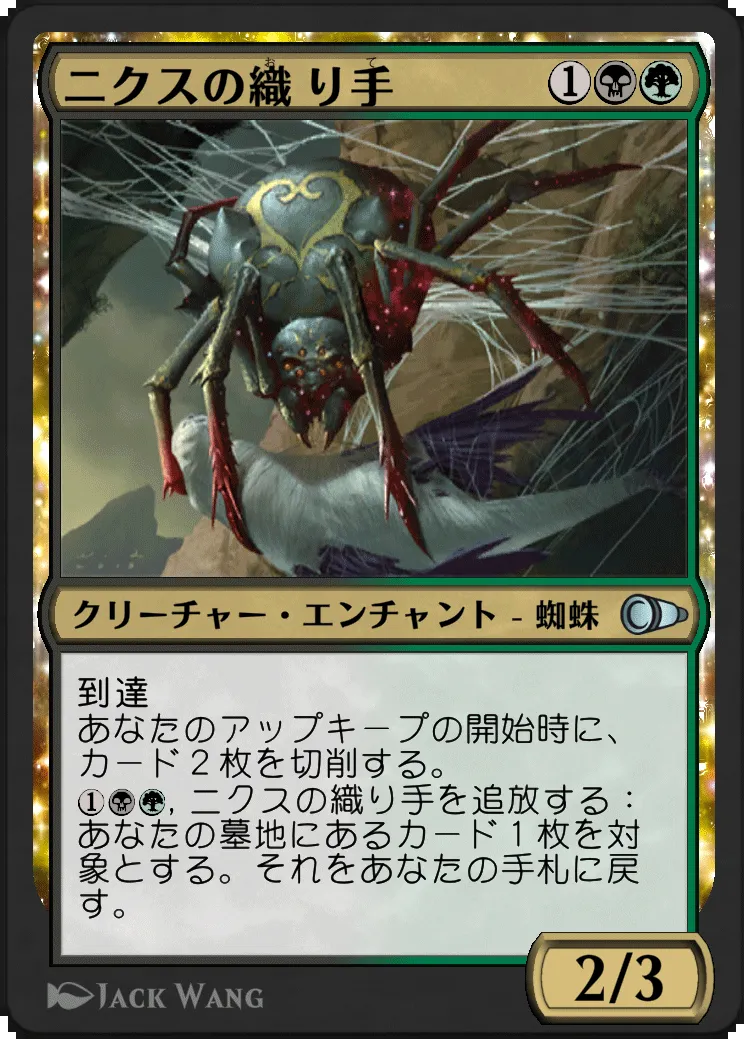 ニクスの織り手 1
おて
クリーチャー・エンチャント - 蜘蛛
到達
あなたのアップキープの開始時に、
カード2枚を切削する。
1, ニクスの織り手を追放する：
あなたの墓地にあるカード1枚を対
象とする。それをあなたの手札に戻
す。
2/3
JACK WANG